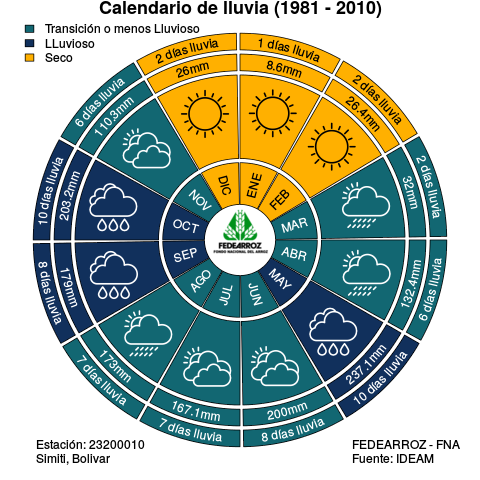 Calendario de lluvia (1981 - 2010)
Transición o menos Lluvioso
LLuvioso
Seco
1 días lluvia
8.6mm
ENE
2 días lluvia
26.4mm
FEB
2 días lluvia
32mm
MAR
6 días lluvia
132.4mm
ABR
10 días lluvia
237.1mm
MAY
8 días lluvia
200mm
JUN
7 días lluvia
167.1mm
JUL
7 días lluvia
173mm
AGO
8 días lluvia
179mm
SEP
10 días lluvia
203.2mm
OCT
6 días lluvia
110.3mm
NOV
2 días lluvia
26mm
DIC
FEDEARROZ
FONDO NACIONAL DEL ARROZ
Estación: 23200010
Simiti, Bolivar
FEDEARROZ - FNA
Fuente: IDEAM